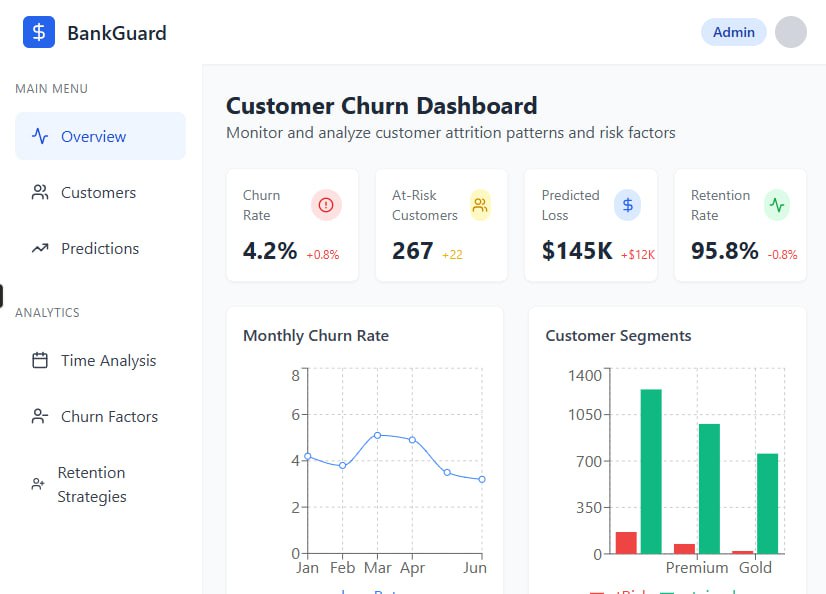 $ BankGuard
Admin
MAIN MENU
Overview
Customers
Predictions
ANALYTICS
Time Analysis
Churn Factors
Retention
Strategies
Customer Churn Dashboard
Monitor and analyze customer attrition patterns and risk factors
Churn
Rate
4.2% +0.8%
At-Risk
Customers
267 +22
Predicted
Loss
$
$145K +$12K
Retention
Rate
95.8% -0.8%
Monthly Churn Rate
8
6
4
2
0
Jan Feb Mar Apr Jun
Customer Segments
1400
1050
700
350
0
Premium Gold